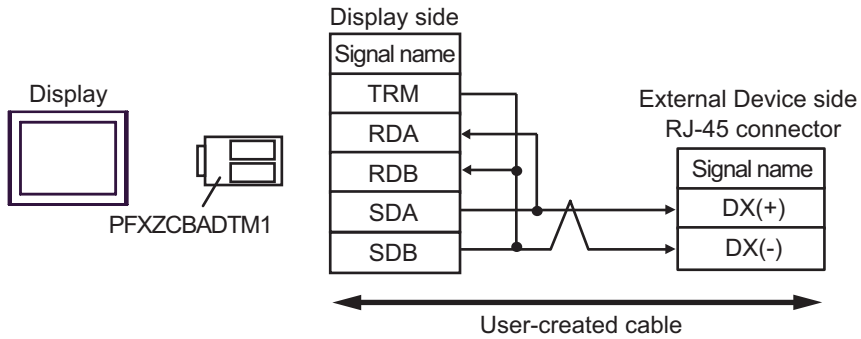 Display side
Signal name
TRM
RDA
RDB
SDA
SDB
Display
PFXZCBADTM1
External Device side
RJ-45 connector
Signal name
DX(+)
DX(-)
User-created cable